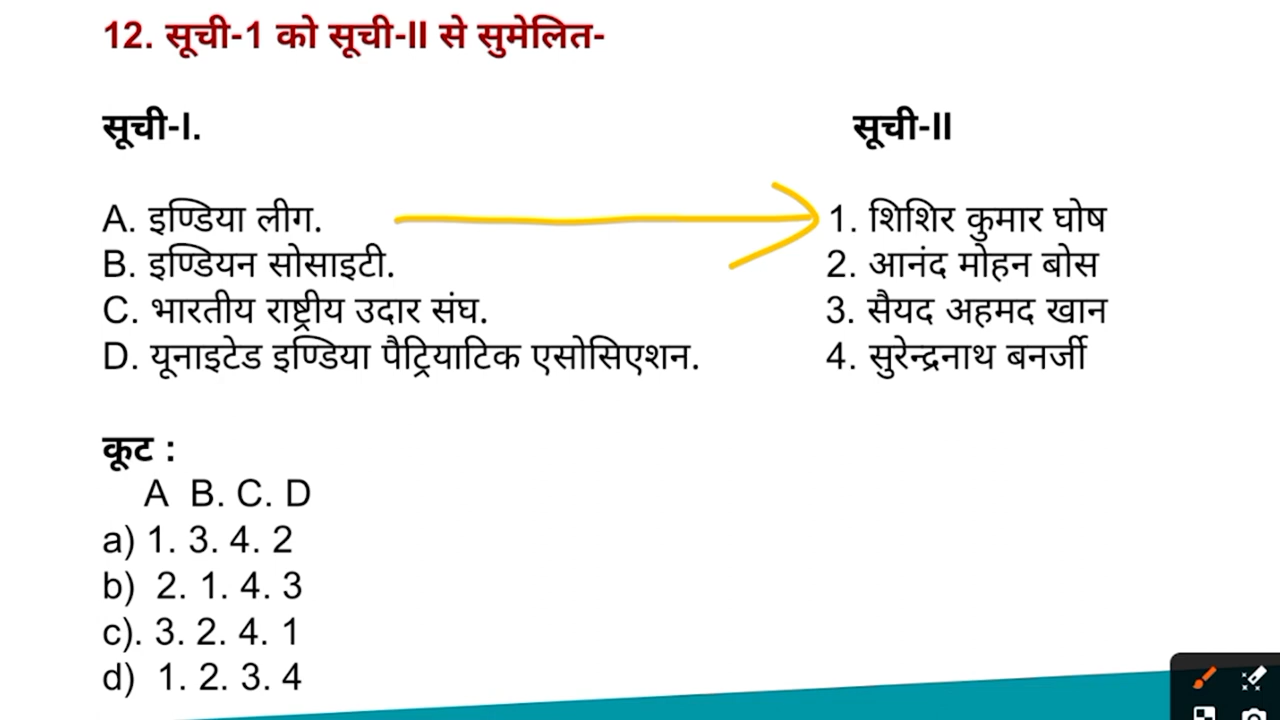 12. सूची-1 को सूची-II से सुमेलित-
सूची-I. सूची-II
A. इण्डिया लीग. 1. शिशिर कुमार घोष
B. इण्डियन सोसाइटी. 2. आनंद मोहन बोस
C. भारतीय राष्ट्रीय उदार संघ. 3. सैयद अहमद खान
D. यूनाइटेड इण्डिया पैट्रियाटिक एसोसिएशन. 4. सुरेन्द्रनाथ बनर्जी
कूट :
A B. C. D
a) 1. 3. 4. 2
b) 2. 1. 4. 3
c). 3. 2. 4. 1
d) 1. 2. 3. 4